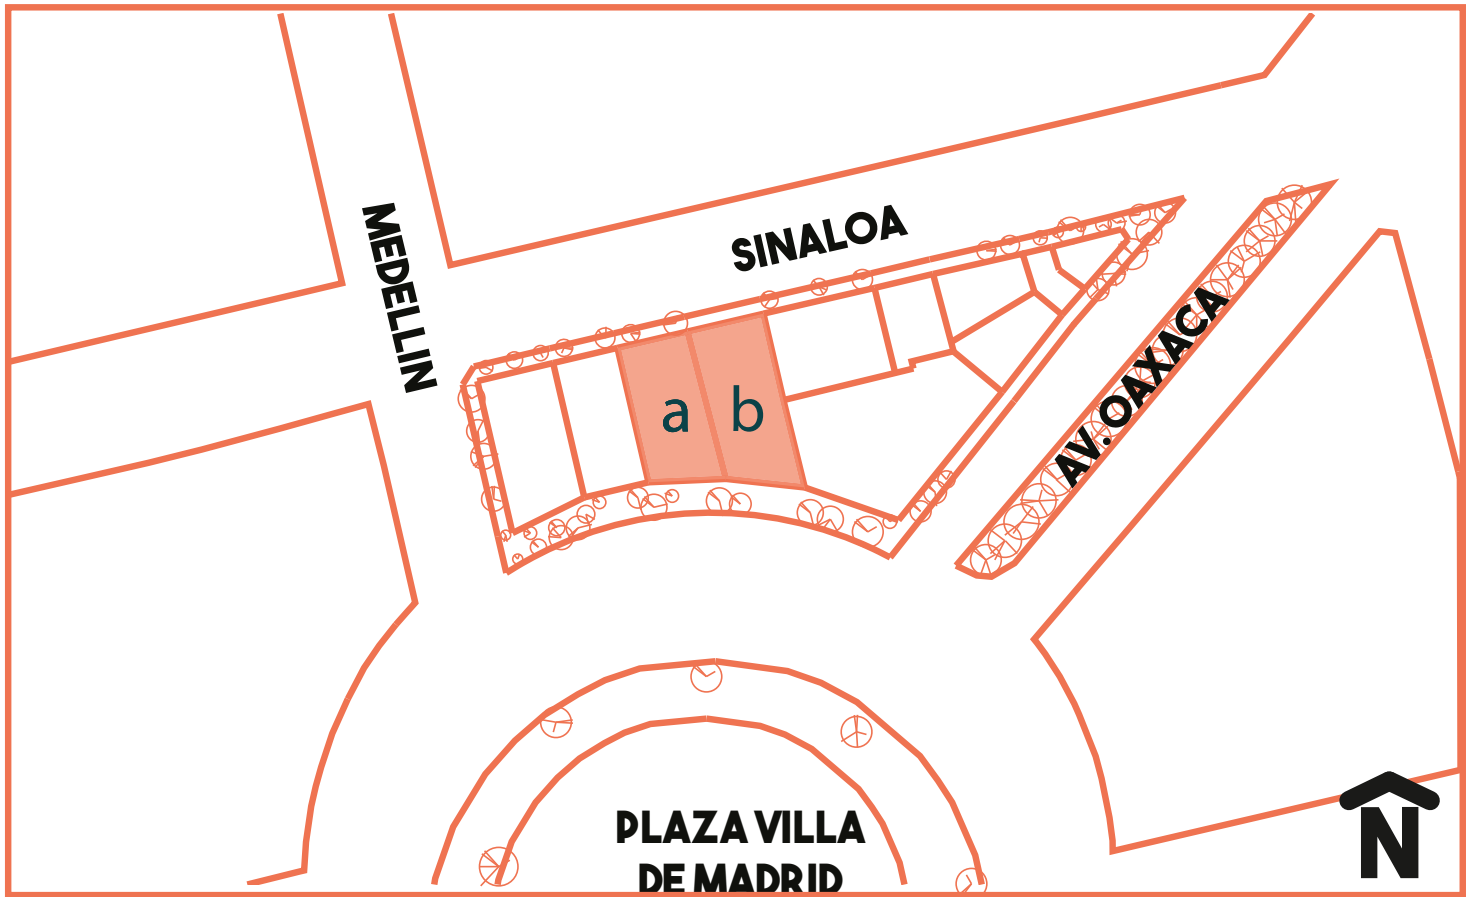 SINALOA
MEDELLIN
AV. OAXACA
a
b
PLAZA VILLA
DE MADRID
N